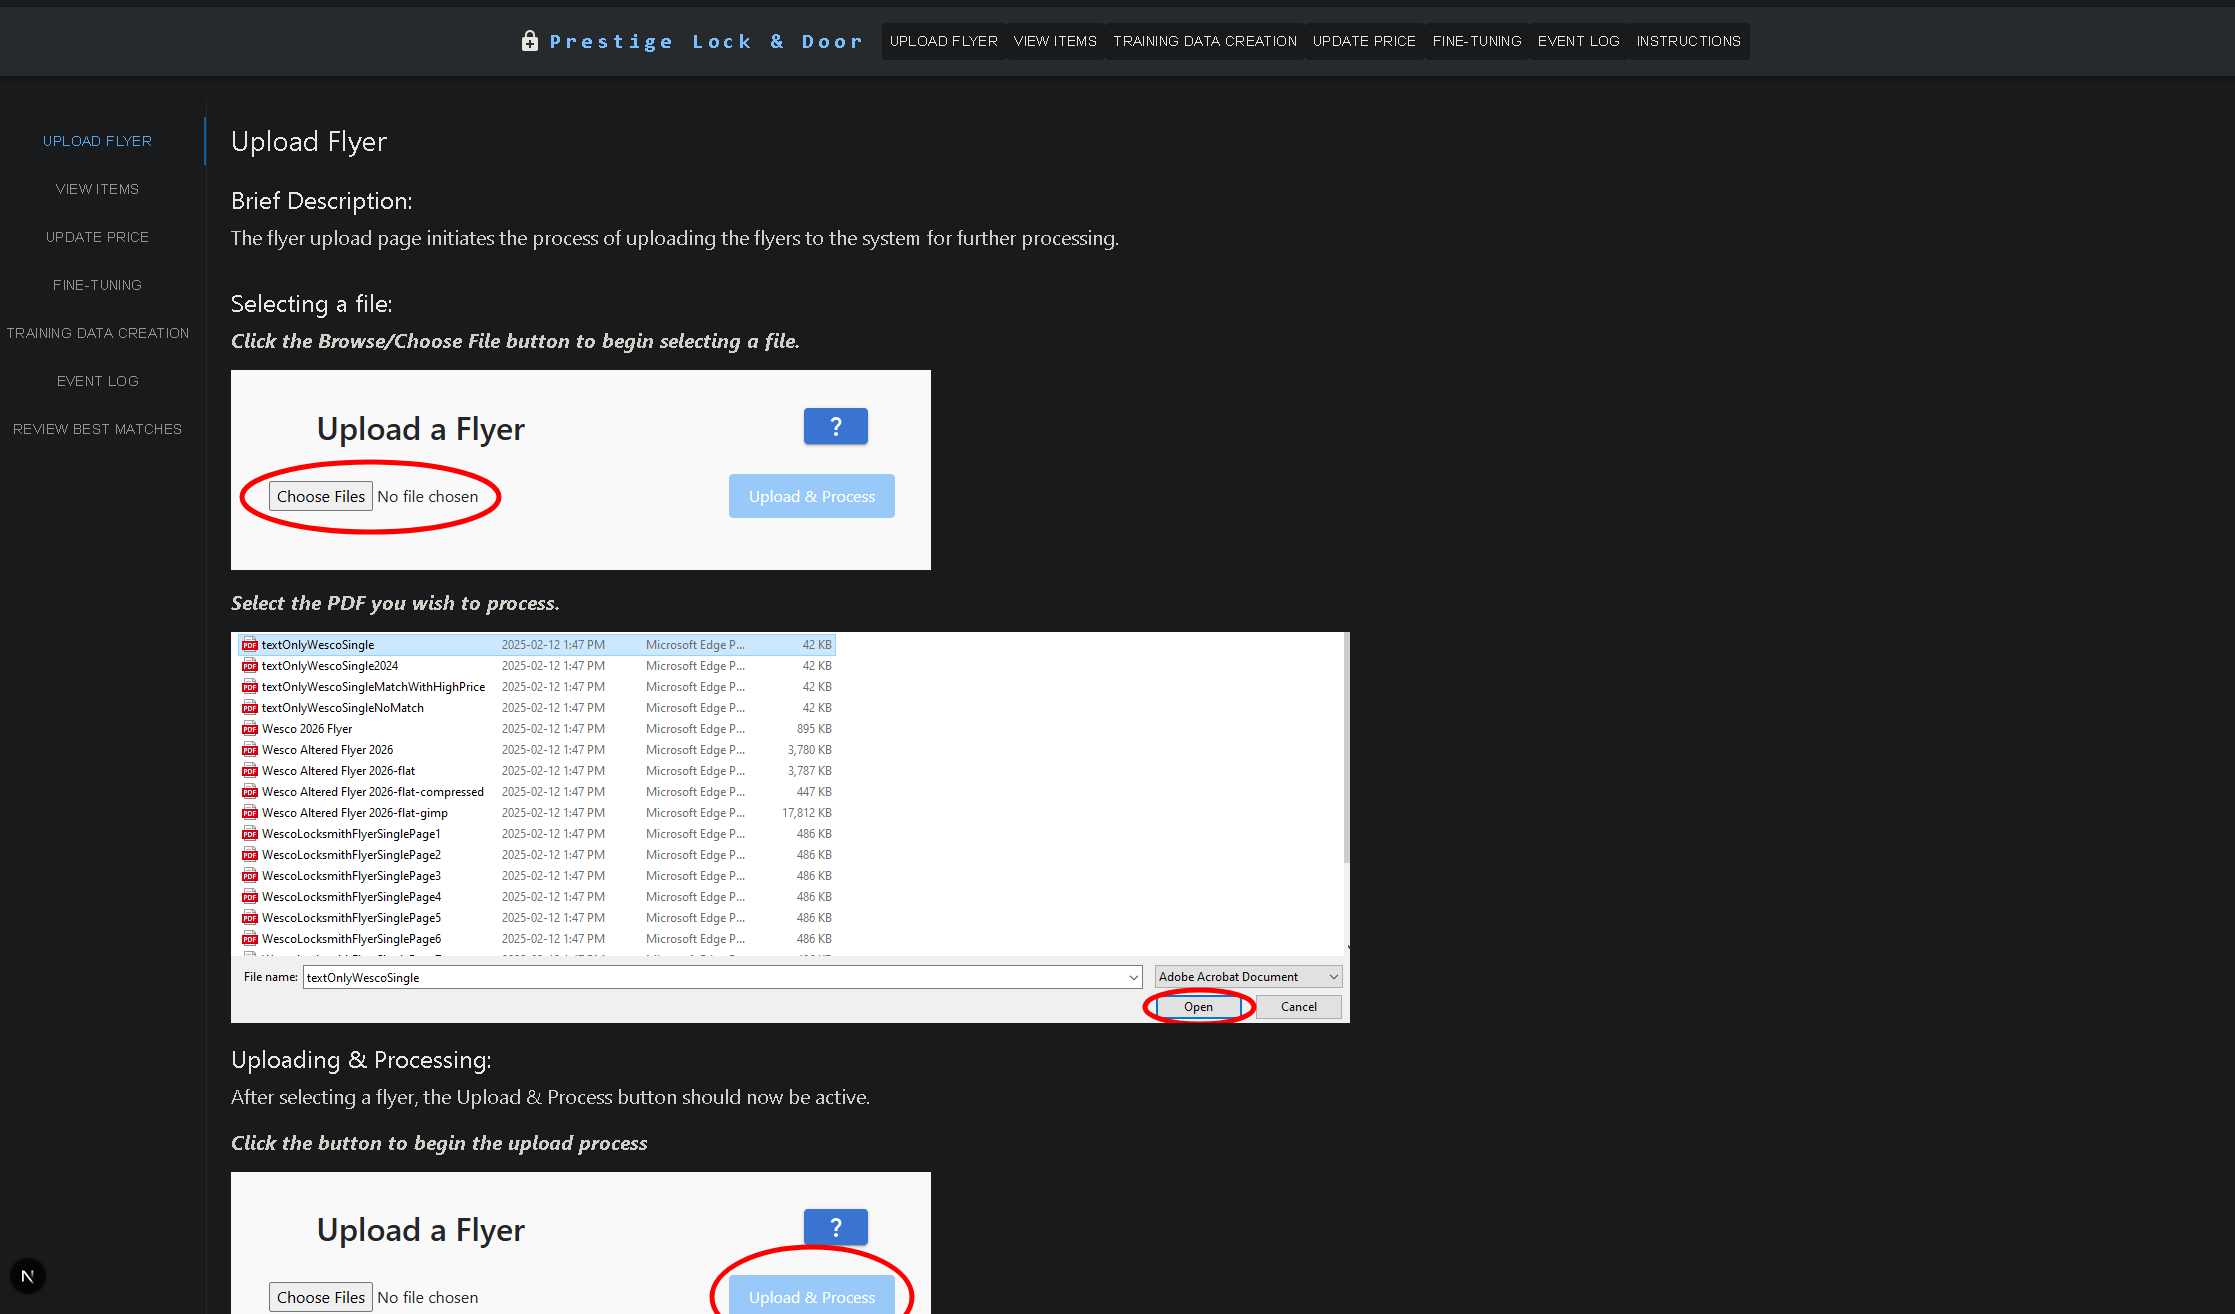 Prestige Lock & Door
UPLOAD FLYER VIEW ITEMS TRAINING DATA CREATION UPDATE PRICE FINE-TUNING EVENT LOG INSTRUCTIONS
UPLOAD FLYER
VIEW ITEMS
UPDATE PRICE
FINE-TUNING
TRAINING DATA CREATION
EVENT LOG
REVIEW BEST MATCHES
Upload Flyer
Brief Description:
The flyer upload page initiates the process of uploading the flyers to the system for further processing.
Selecting a file:
Click the Browse/Choose File button to begin selecting a file.
Upload a Flyer ?
Choose Files No file chosen Upload & Process
Select the PDF you wish to process.
textOnlyWescoSingle 2025-02-12 1:47 PM Microsoft Edge P... 42 KB
textOnlyWescoSingle2024 2025-02-12 1:47 PM Microsoft Edge P... 42 KB
textOnlyWescoSingleMatchWithHighPrice 2025-02-12 1:47 PM Microsoft Edge P... 42 KB
textOnlyWescoSingleNoMatch 2025-02-12 1:47 PM Microsoft Edge P... 42 KB
Wesco 2026 Flyer 2025-02-12 1:47 PM Microsoft Edge P... 895 KB
Wesco Altered Flyer 2026 2025-02-12 1:47 PM Microsoft Edge P... 3,780 KB
Wesco Altered Flyer 2026-flat 2025-02-12 1:47 PM Microsoft Edge P... 3,787 KB
Wesco Altered Flyer 2026-flat-compressed 2025-02-12 1:47 PM Microsoft Edge P... 447 KB
Wesco Altered Flyer 2026-flat-gimp 2025-02-12 1:47 PM Microsoft Edge P... 17,812 KB
WescoLocksmithFlyerSinglePage1 2025-02-12 1:47 PM Microsoft Edge P... 486 KB
WescoLocksmithFlyerSinglePage2 2025-02-12 1:47 PM Microsoft Edge P... 486 KB
WescoLocksmithFlyerSinglePage3 2025-02-12 1:47 PM Microsoft Edge P... 486 KB
WescoLocksmithFlyerSinglePage4 2025-02-12 1:47 PM Microsoft Edge P... 486 KB
WescoLocksmithFlyerSinglePage5 2025-02-12 1:47 PM Microsoft Edge P... 486 KB
WescoLocksmithFlyerSinglePage6 2025-02-12 1:47 PM Microsoft Edge P... 486 KB
File name: textOnlyWescoSingle Adobe Acrobat Document
Open Cancel
Uploading & Processing:
After selecting a flyer, the Upload & Process button should now be active.
Click the button to begin the upload process
Upload a Flyer ?
Choose Files No file chosen Upload & Process
N